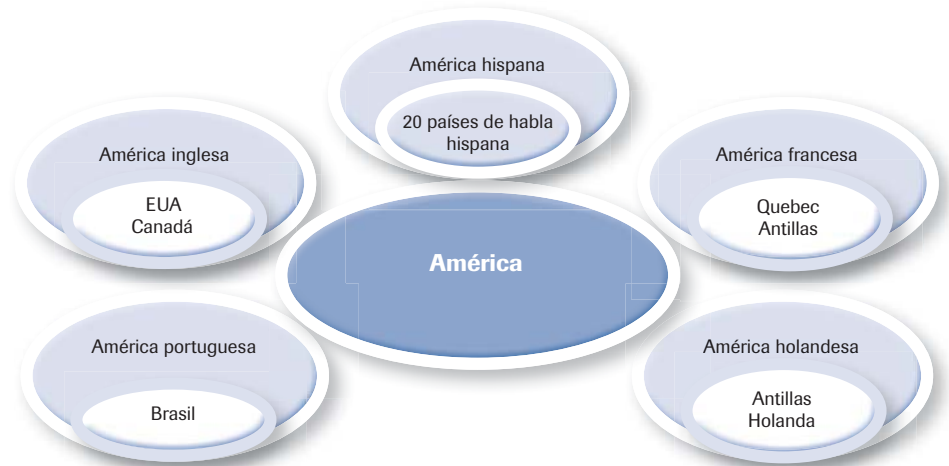 América hispana
20 países de habla
hispana
América inglesa
EUA
Canadá
América francesa
Quebec
Antillas
América
América portuguesa
Brasil
América holandesa
Antillas
Holanda